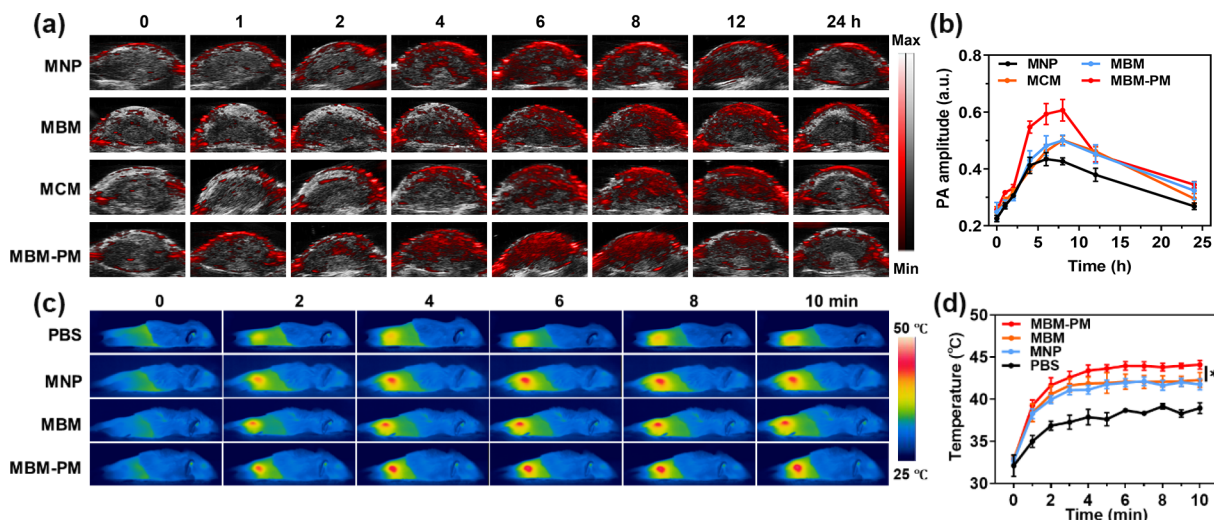 (a)
0 1 2 4 6 8 12 24 h
MNP
MBM
MCM
MBM-PM
Max
Min
(b)
PA amplitude (a.u.)
0.8
0.6
0.4
0.2
MNP MBM
MCM MBM-PM
0 5 10 15 20 25
Time (h)
(c)
0 2 4 6 8 10 min
PBS
MNP
MBM
MBM-PM
50 ℃
25 ℃
(d)
Temperature (°C)
50
45
40
35
30
MBM-PM
MBM
MNP
PBS
*
0 2 4 6 8 10
Time (min)